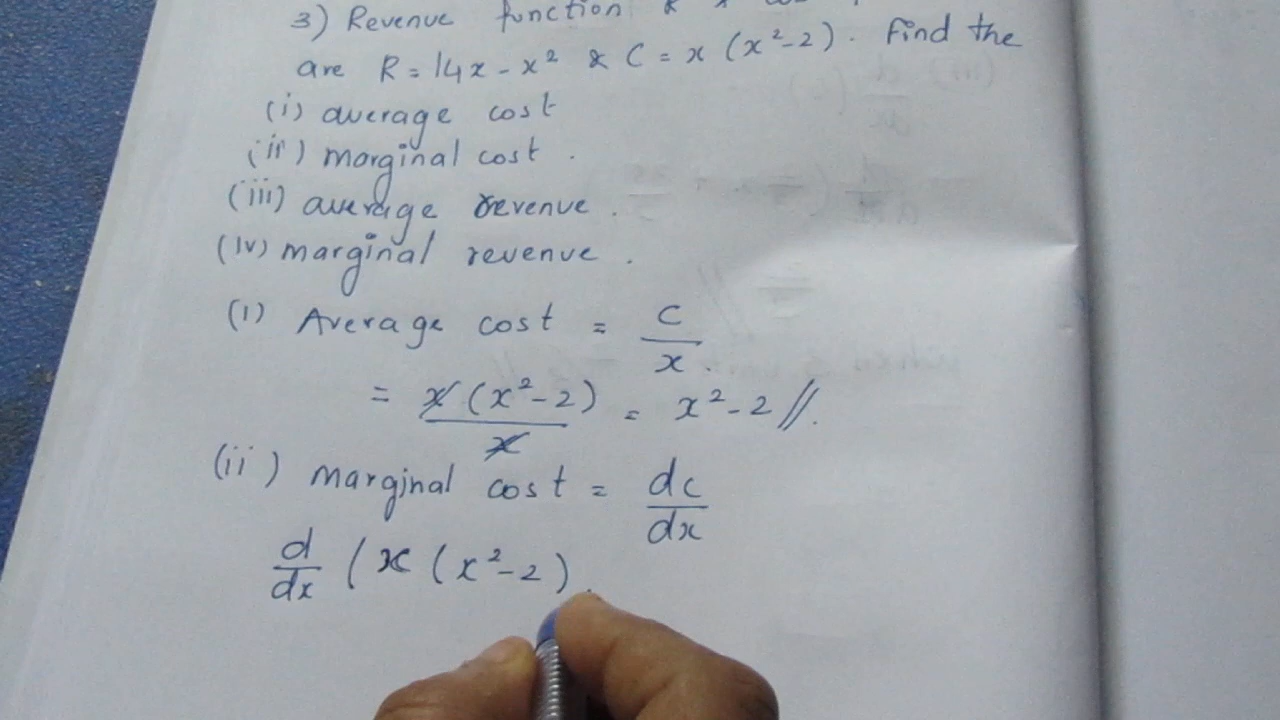 3) Revenue function
are R = 14x - x² & C = x (x²-2). Find the
(i) average cost
(ii) marginal cost.
(iii) average revenue.
(iv) marginal revenue.
(1) Average cost = C/x.
= x (x²-2)/x = x²-2 //.
(ii) marginal cost = dc/dx
d/dx (x (x²-2)